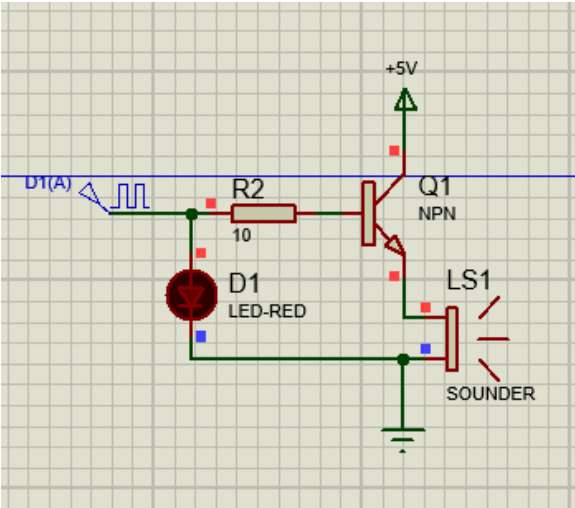 +5V
D1(A)
R2
10
Q1
NPN
D1
LED-RED
LS1
SOUNDER